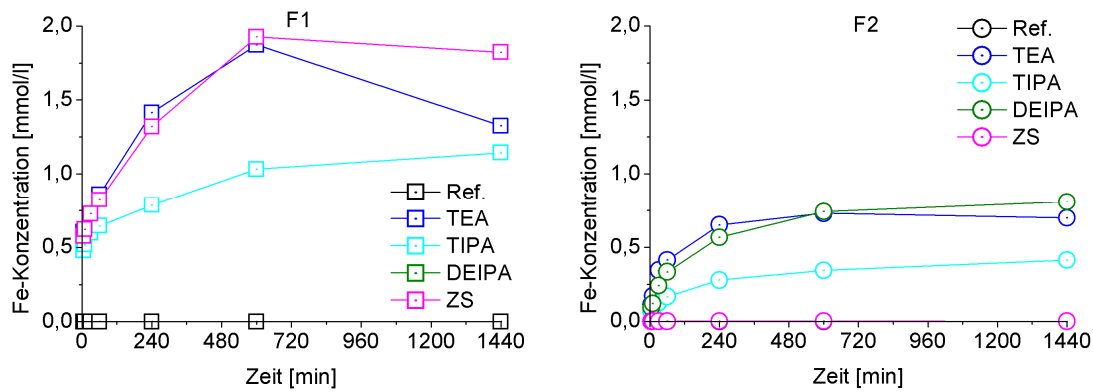 F1
Fe-Konzentration [mmol/l]
2,0
1,5
1,0
0,5
0,0
Ref.
TEA
TIPA
DEIPA
ZS
0 240 480 720 960 1200 1440
Zeit [min]
F2
Fe-Konzentration [mmol/l]
2,0
1,5
1,0
0,5
0,0
Ref.
TEA
TIPA
DEIPA
ZS
0 240 480 720 960 1200 1440
Zeit [min]